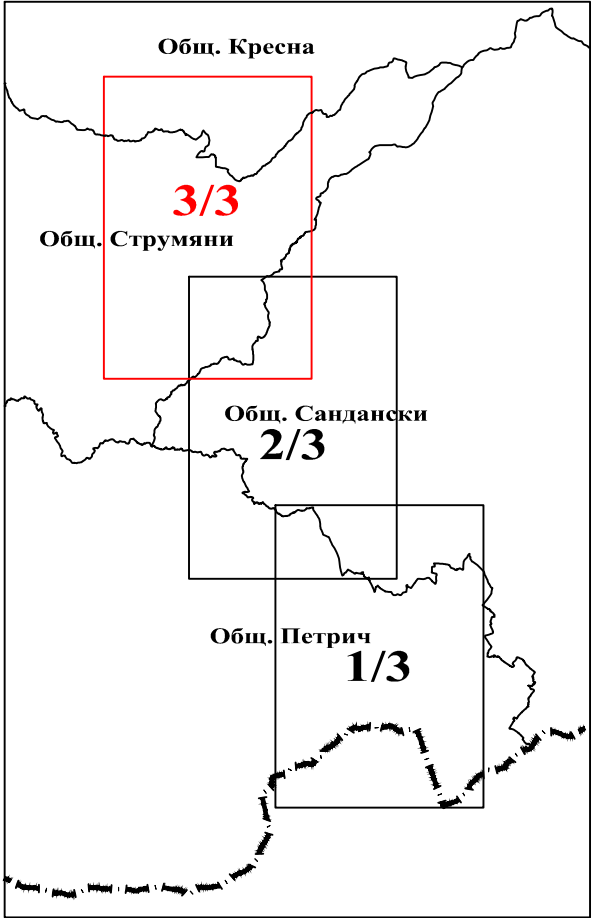 Общ. Кресна
3/3
Общ. Струмяни
Общ. Сандански
2/3
Общ. Петрич
1/3